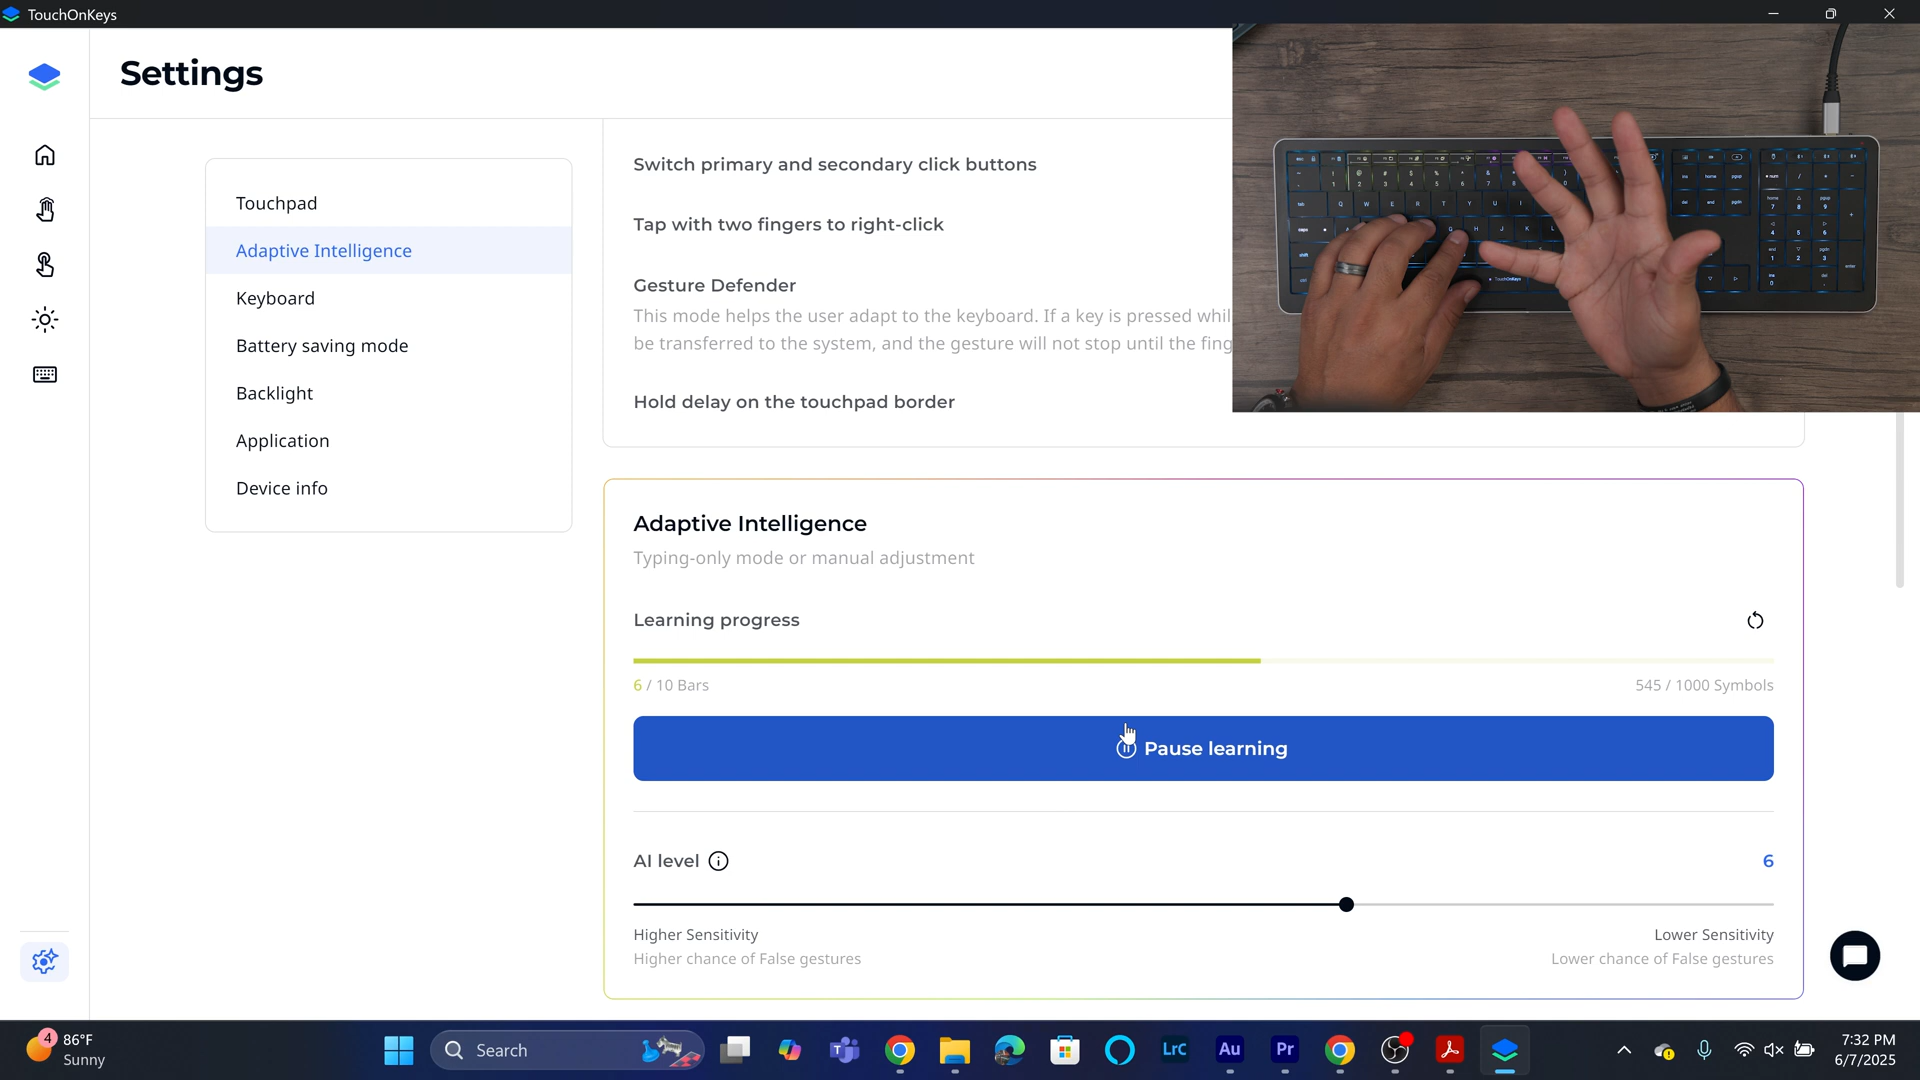 TouchOnKeys
Settings
Touchpad
Adaptive Intelligence
Keyboard
Battery saving mode
Backlight
Application
Device info
Switch primary and secondary click buttons
Tap with two fingers to right-click
Gesture Defender
This mode helps the user adapt to the keyboard. If a key is pressed whil
be transferred to the system, and the gesture will not stop until the fing
Hold delay on the touchpad border
Adaptive Intelligence
Typing-only mode or manual adjustment
Learning progress
6 / 10 Bars
545 / 1000 Symbols
Pause learning
AI level
6
Higher Sensitivity
Lower Sensitivity
Higher chance of False gestures
Lower chance of False gestures
4
86°F
Sunny
Search
LrC
Au
Pr
7:32 PM
6/7/2025